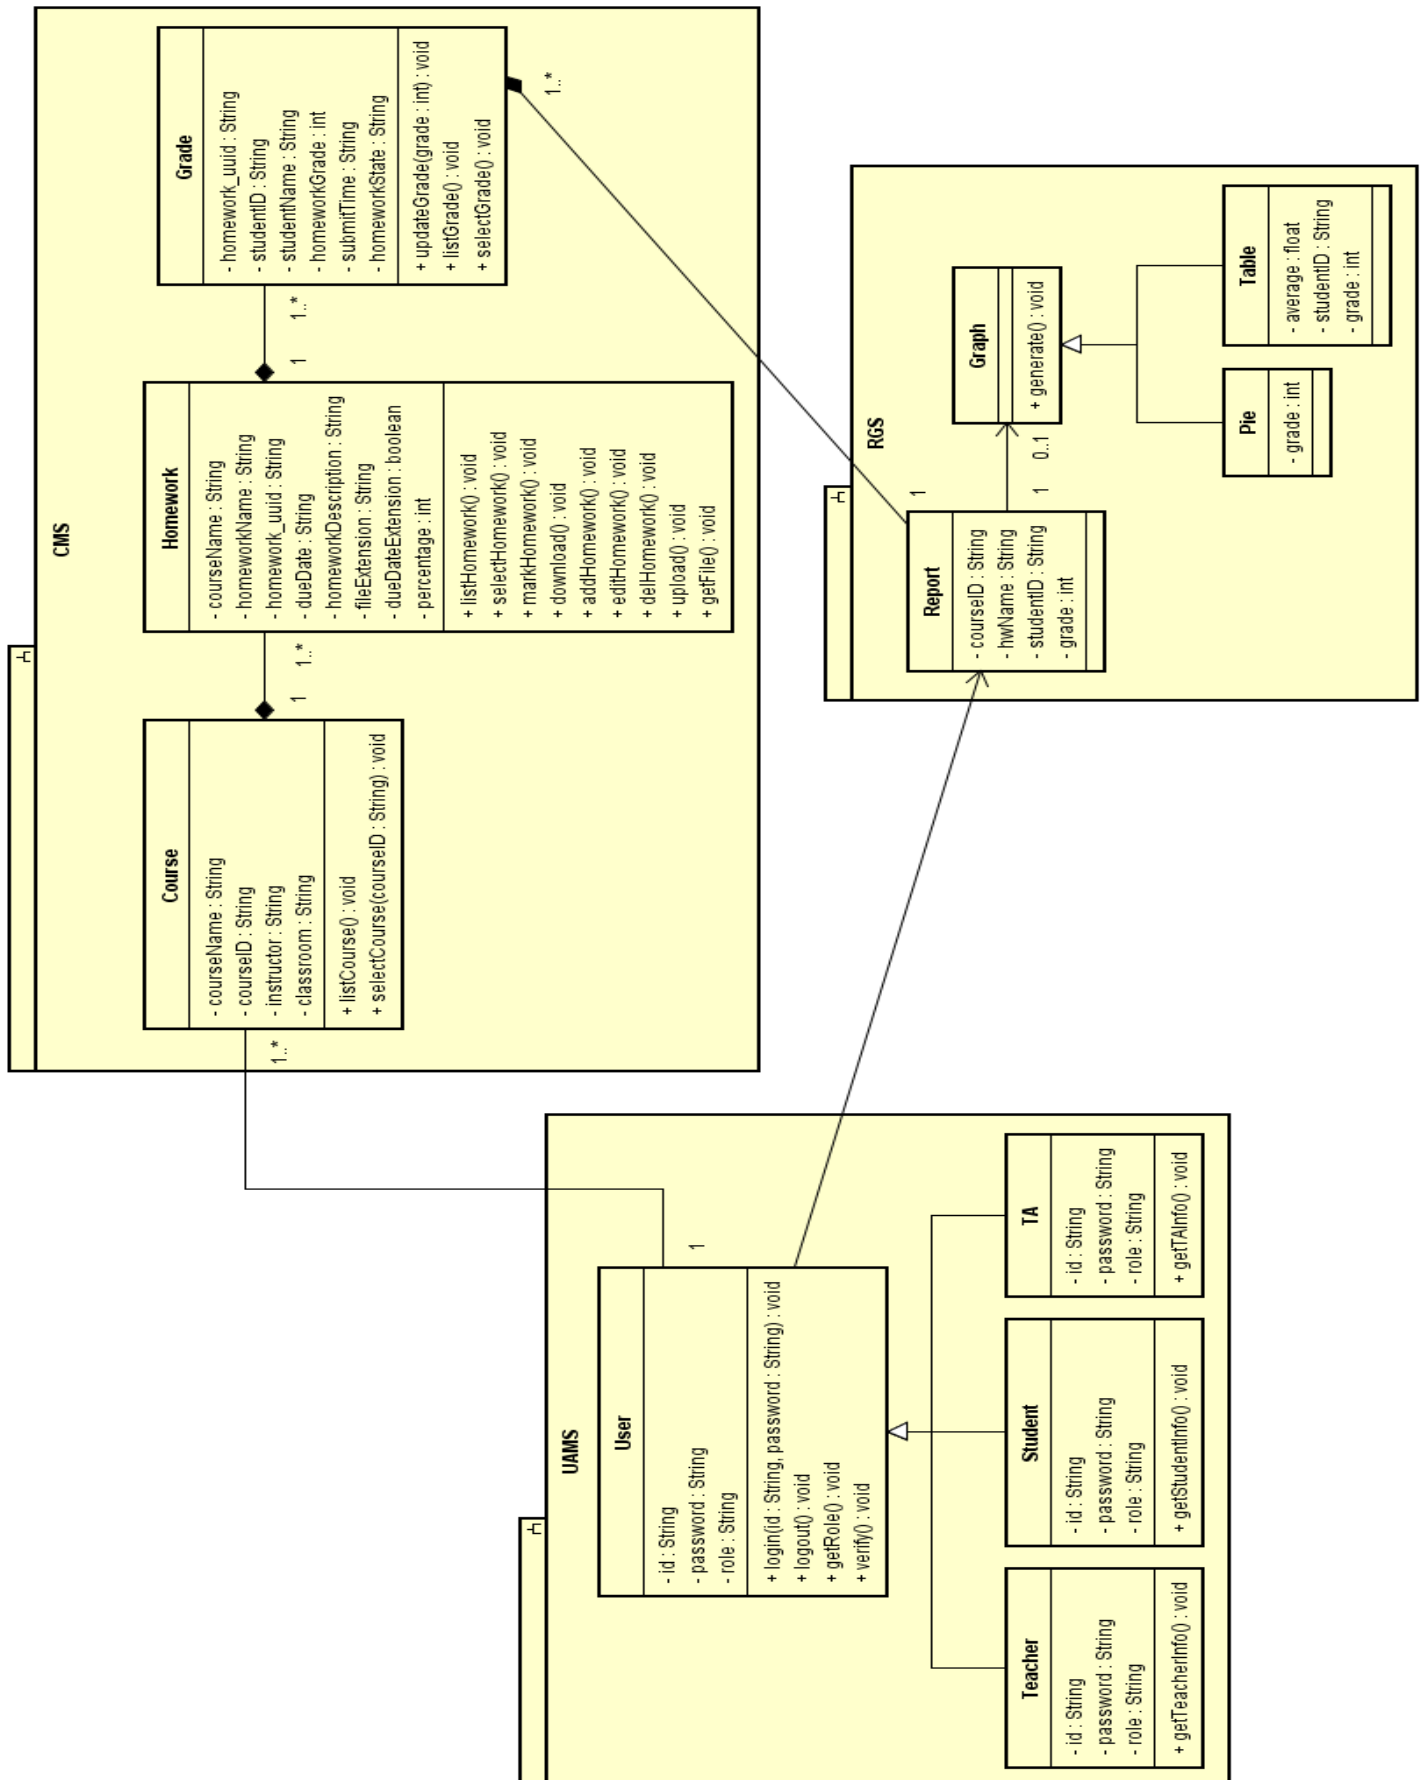 CMS
Course
- courseName : String
- courseID : String
- instructor : String
- classroom : String
+ listCourse() : void
+ selectCourse(courseID : String) : void
1..*
1
1..*
Homework
- courseName : String
- homeworkName : String
- homework_uuid : String
- dueDate : String
- homeworkDescription : String
- fileExtension : String
- dueDateExtension : boolean
- percentage : int
+ listHomework() : void
+ selectHomework() : void
+ markHomework() : void
+ download() : void
+ addHomework() : void
+ editHomework() : void
+ delHomework() : void
+ upload() : void
+ getFile() : void
1
1..*
Grade
- homework_uuid : String
- studentID : String
- studentName : String
- homeworkGrade : int
- submitTime : String
- homeworkState : String
+ updateGrade(grade : int) : void
+ listGrade() : void
+ selectGrade() : void
1..*
UAMS
User
- id : String
- password : String
- role : String
+ login(id : String, password : String) : void
+ logout() : void
+ getRole() : void
+ verify() : void
1
Teacher
- id : String
- password : String
- role : String
+ getTeacherInfo() : void
Student
- id : String
- password : String
- role : String
+ getStudentInfo() : void
TA
- id : String
- password : String
- role : String
+ getTAInfo() : void
RGS
Report
- courseID : String
- hwName : String
- studentID : String
- grade : int
1
1
0..1
Graph
+ generate() : void
Pie
- grade : int
Table
- average : float
- studentID : String
- grade : int